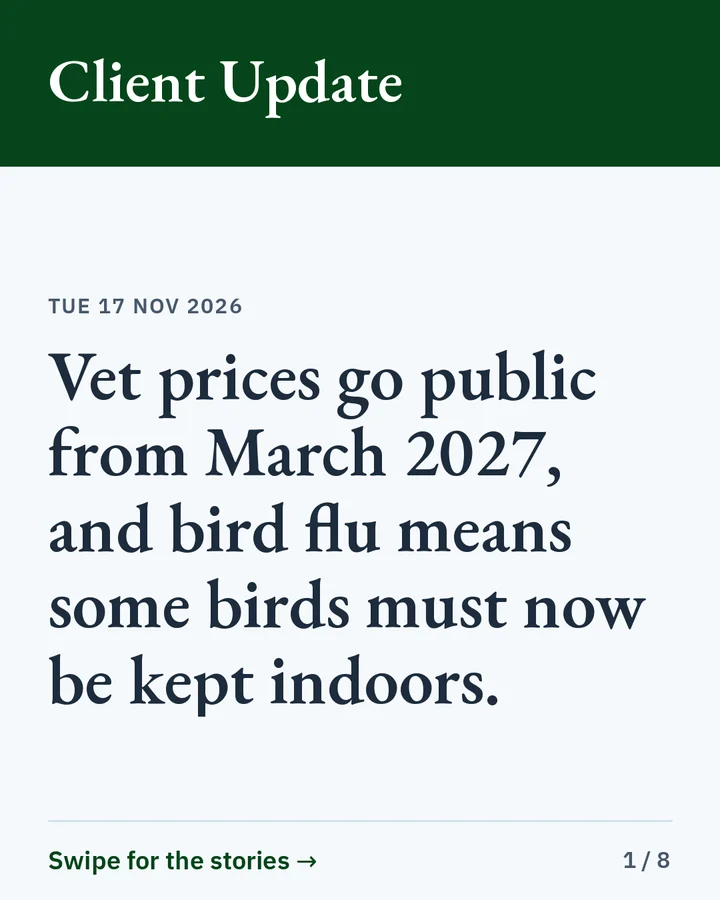 Client Update
TUE 17 NOV 2026
Vet prices go public
from March 2027,
and bird flu means
some birds must now
be kept indoors.
Swipe for the stories →
1 / 8